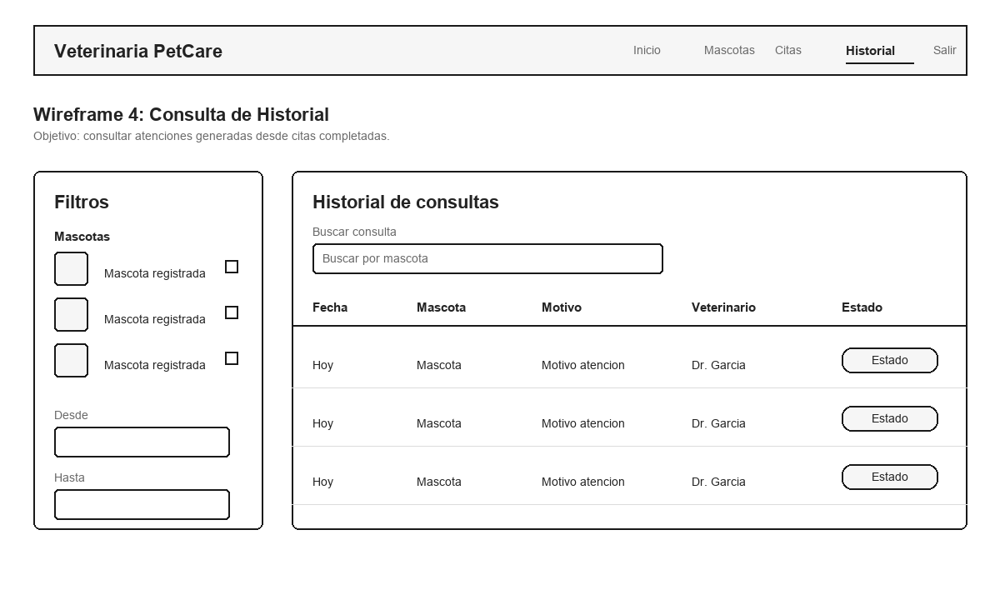 Veterinaria PetCare
Inicio Mascotas Citas Historial Salir
Wireframe 4: Consulta de Historial
Objetivo: consultar atenciones generadas desde citas completadas.
Filtros
Mascotas
Mascota registrada
Mascota registrada
Mascota registrada
Desde
Hasta
Historial de consultas
Buscar consulta
Buscar por mascota
Fecha Mascota Motivo Veterinario Estado
Hoy Mascota Motivo atencion Dr. Garcia Estado
Hoy Mascota Motivo atencion Dr. Garcia Estado
Hoy Mascota Motivo atencion Dr. Garcia Estado